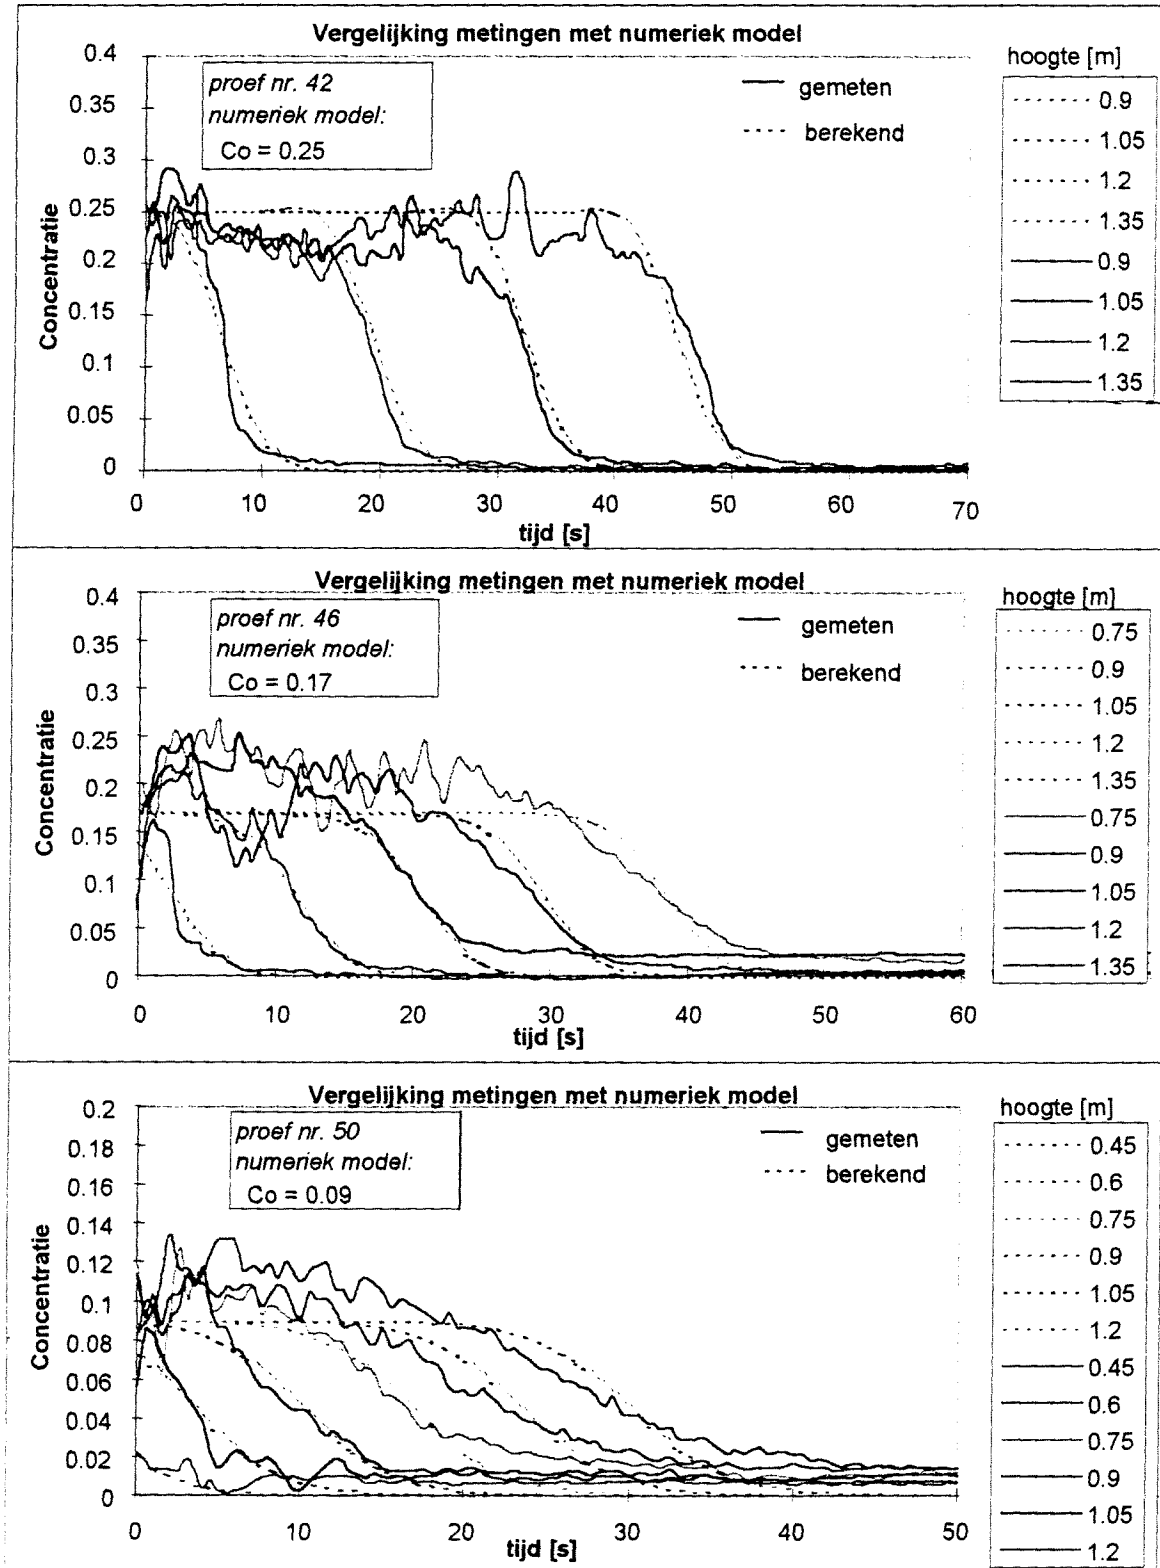 Vergelijking metingen met numeriek model
0.4
0.35
0.3
0.25
0.2
0.15
0.1
0.05
0
Concentratie
proef nr. 42
numeriek model:
Co = 0.25
gemeten
berekend
0 10 20 30 40 50 60 70
tijd [s]
hoogte [m]
0.9
1.05
1.2
1.35
0.9
1.05
1.2
1.35
Vergelijking metingen met numeriek model
0.4
0.35
0.3
0.25
0.2
0.15
0.1
0.05
0
Concentratie
proef nr. 46
numeriek model:
Co = 0.17
gemeten
berekend
0 10 20 30 40 50 60
tijd [s]
hoogte [m]
0.75
0.9
1.05
1.2
1.35
0.75
0.9
1.05
1.2
1.35
Vergelijking metingen met numeriek model
0.2
0.18
0.16
0.14
0.12
0.1
0.08
0.06
0.04
0.02
0
Concentratie
proef nr. 50
numeriek model:
Co = 0.09
gemeten
berekend
0 10 20 30 40 50
tijd [s]
hoogte [m]
0.45
0.6
0.75
0.9
1.05
1.2
0.45
0.6
0.75
0.9
1.05
1.2